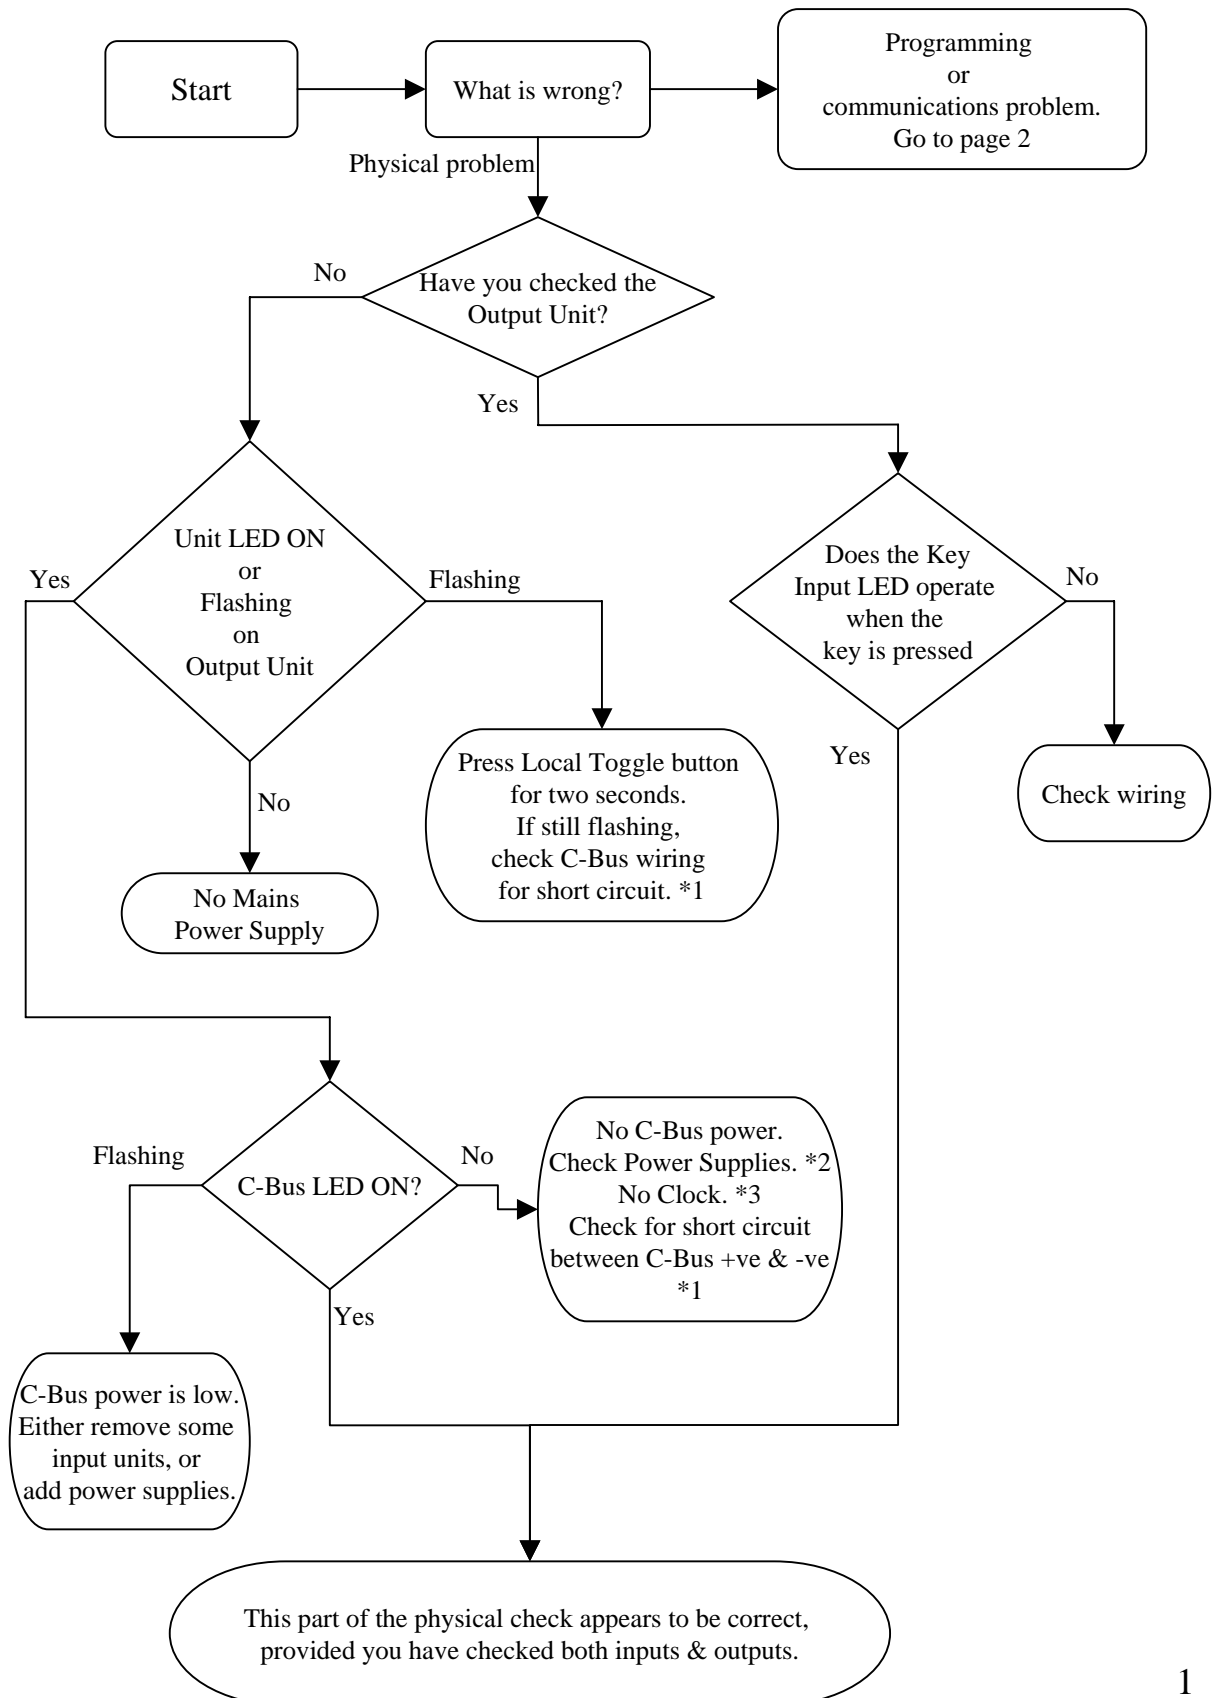 Start
What is wrong?
Programming
or
communications problem.
Go to page 2
Physical problem
No
Have you checked the
Output Unit?
Yes
Unit LED ON
or
Flashing
on
Output Unit
Yes
Flashing
Does the Key
Input LED operate
when the
key is pressed
No
Yes
Press Local Toggle button
for two seconds.
If still flashing,
check C-Bus wiring
for short circuit. *1
Check wiring
No
No Mains
Power Supply
Flashing
C-Bus LED ON?
No
No C-Bus power.
Check Power Supplies. *2
No Clock. *3
Check for short circuit
between C-Bus +ve & -ve
*1
Yes
C-Bus power is low.
Either remove some
input units, or
add power supplies.
This part of the physical check appears to be correct,
provided you have checked both inputs & outputs.
1